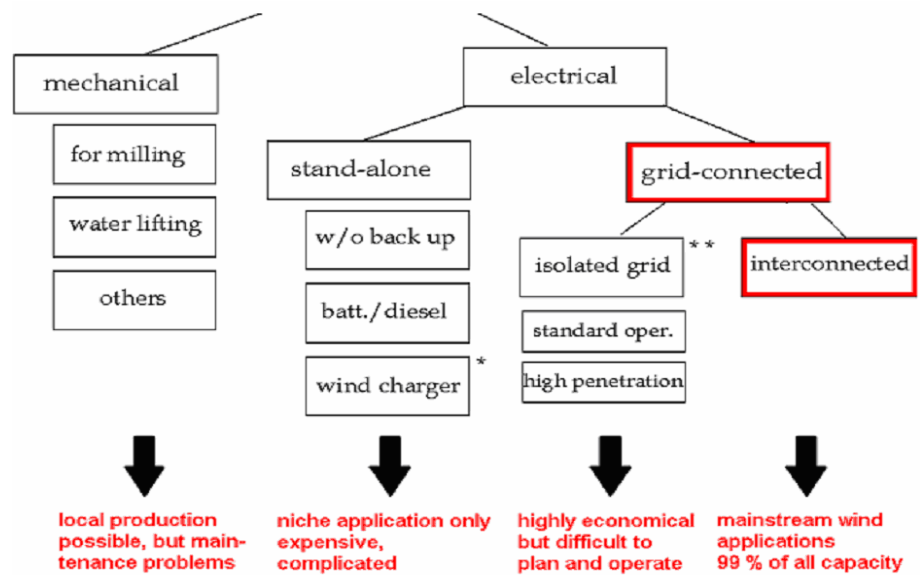 mechanical
electrical
for milling
water lifting
others
stand-alone
w/o back up
batt./diesel
wind charger *
grid-connected
isolated grid **
standard oper.
high penetration
interconnected
local production
possible, but main-
tenance problems
niche application only
expensive,
complicated
highly economical
but difficult to
plan and operate
mainstream wind
applications
99 % of all capacity